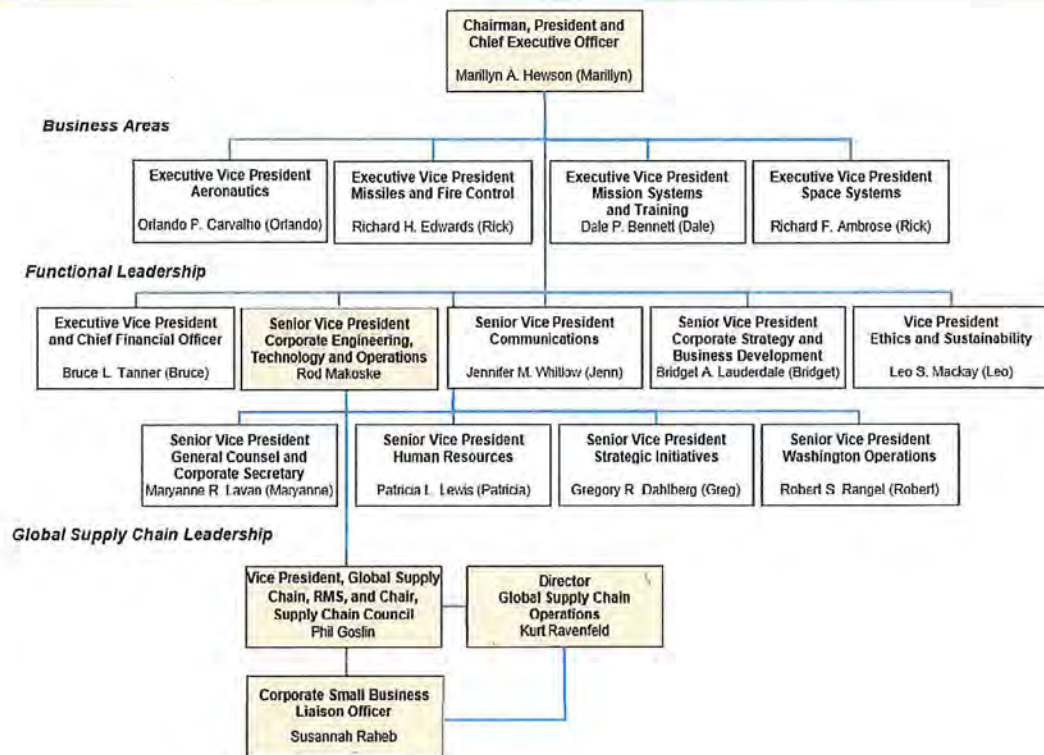 Chairman, President and
Chief Executive Officer
Marillyn A. Hewson (Marillyn)
Business Areas
Executive Vice President
Aeronautics
Orlando P. Carvalho (Orlando)
Executive Vice President
Missiles and Fire Control
Richard H. Edwards (Rick)
Executive Vice President
Mission Systems
and Training
Dale P. Bennett (Dale)
Executive Vice President
Space Systems
Richard F. Ambrose (Rick)
Functional Leadership
Executive Vice President
and Chief Financial Officer
Bruce L. Tanner (Bruce)
Senior Vice President
Corporate Engineering,
Technology and Operations
Rod Makoske
Senior Vice President
Communications
Jennifer M. Whitlow (Jenn)
Senior Vice President
Corporate Strategy and
Business Development
Bridget A. Lauderdale (Bridget)
Vice President
Ethics and Sustainability
Leo S. Mackay (Leo)
Senior Vice President
General Counsel and
Corporate Secretary
Maryanne R. Lavan (Maryanne)
Senior Vice President
Human Resources
Patricia L. Lewis (Patricia)
Senior Vice President
Strategic Initiatives
Gregory R. Dahlberg (Greg)
Senior Vice President
Washington Operations
Robert S. Rangel (Robert)
Global Supply Chain Leadership
Vice President, Global Supply
Chain, RMS, and Chair,
Supply Chain Council
Phil Goslin
Director
Global Supply Chain
Operations
Kurt Ravenfeld
Corporate Small Business
Liaison Officer
Susannah Raheb